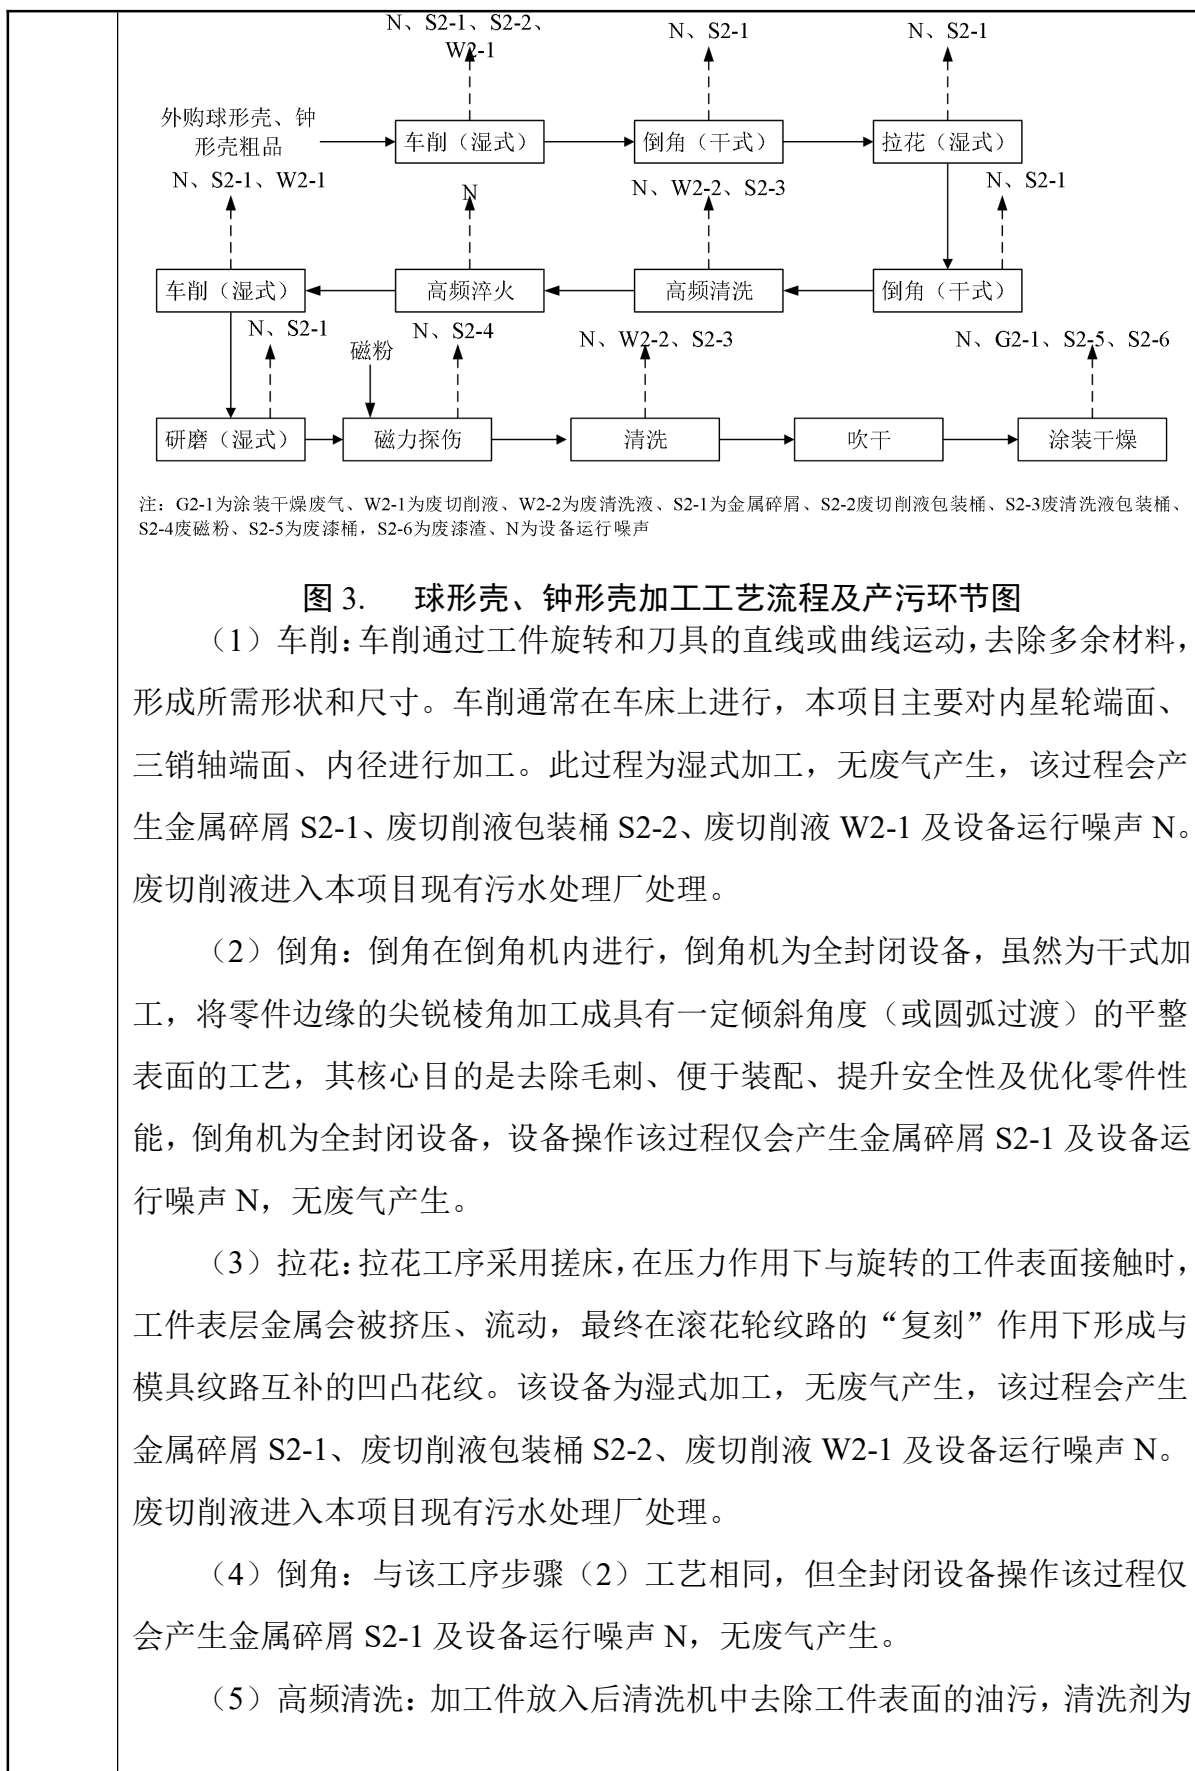 N、S2-1、S2-2、
W2-1
N、S2-1
N、S2-1
外购球形壳、钟
形壳粗品
车削（湿式）
倒角（干式）
拉花（湿式）
N、S2-1、W2-1
N
N、W2-2、S2-3
N、S2-1
车削（湿式）
高频淬火
高频清洗
倒角（干式）
N、S2-1
磁粉
N、S2-4
N、W2-2、S2-3
N、G2-1、S2-5、S2-6
研磨（湿式）
磁力探伤
清洗
吹干
涂装干燥
注：G2-1为涂装干燥废气、W2-1为废切削液、W2-2为废清洗液、S2-1为金属碎屑、S2-2废切削液包装桶、S2-3废清洗液包装桶、
S2-4废磁粉、S2-5为废漆桶，S2-6为废漆渣、N为设备运行噪声
图 3. 球形壳、钟形壳加工工艺流程及产污环节图
（1）车削：车削通过工件旋转和刀具的直线或曲线运动，去除多余材料，
形成所需形状和尺寸。车削通常在车床上进行，本项目主要对内星轮端面、
三销轴端面、内径进行加工。此过程为湿式加工，无废气产生，该过程会产
生金属碎屑 S2-1、废切削液包装桶 S2-2、废切削液 W2-1 及设备运行噪声 N。
废切削液进入本项目现有污水处理厂处理。
（2）倒角：倒角在倒角机内进行，倒角机为全封闭设备，虽然为干式加
工，将零件边缘的尖锐棱角加工成具有一定倾斜角度（或圆弧过渡）的平整
表面的工艺，其核心目的是去除毛刺、便于装配、提升安全性及优化零件性
能，倒角机为全封闭设备，设备操作该过程仅会产生金属碎屑 S2-1 及设备运
行噪声 N，无废气产生。
（3）拉花：拉花工序采用搓床，在压力作用下与旋转的工件表面接触时，
工件表层金属会被挤压、流动，最终在滚花轮纹路的“复刻”作用下形成与
模具纹路互补的凹凸花纹。该设备为湿式加工，无废气产生，该过程会产生
金属碎屑 S2-1、废切削液包装桶 S2-2、废切削液 W2-1 及设备运行噪声 N。
废切削液进入本项目现有污水处理厂处理。
（4）倒角：与该工序步骤（2）工艺相同，但全封闭设备操作该过程仅
会产生金属碎屑 S2-1 及设备运行噪声 N，无废气产生。
（5）高频清洗：加工件放入后清洗机中去除工件表面的油污，清洗剂为